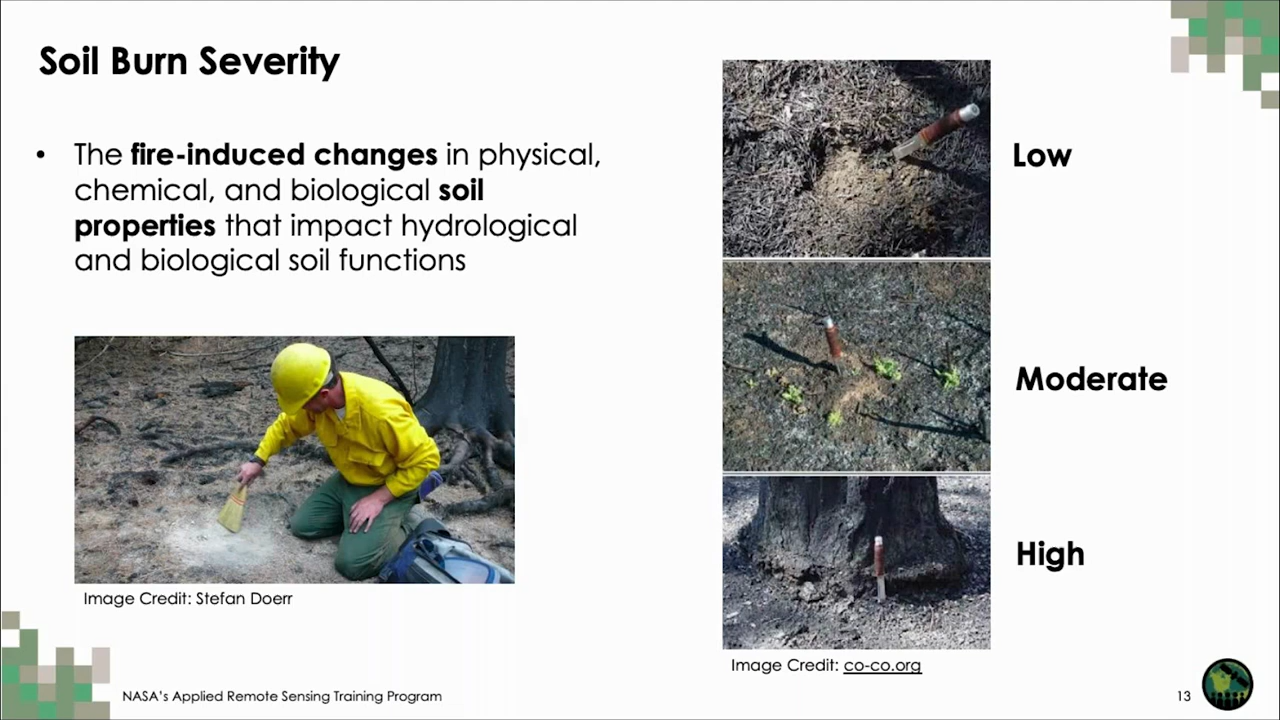 Soil Burn Severity
• The fire-induced changes in physical,
chemical, and biological soil
properties that impact hydrological
and biological soil functions
Image Credit: Stefan Doerr
Low
Moderate
High
Image Credit: co-co.org
NASA's Applied Remote Sensing Training Program
13